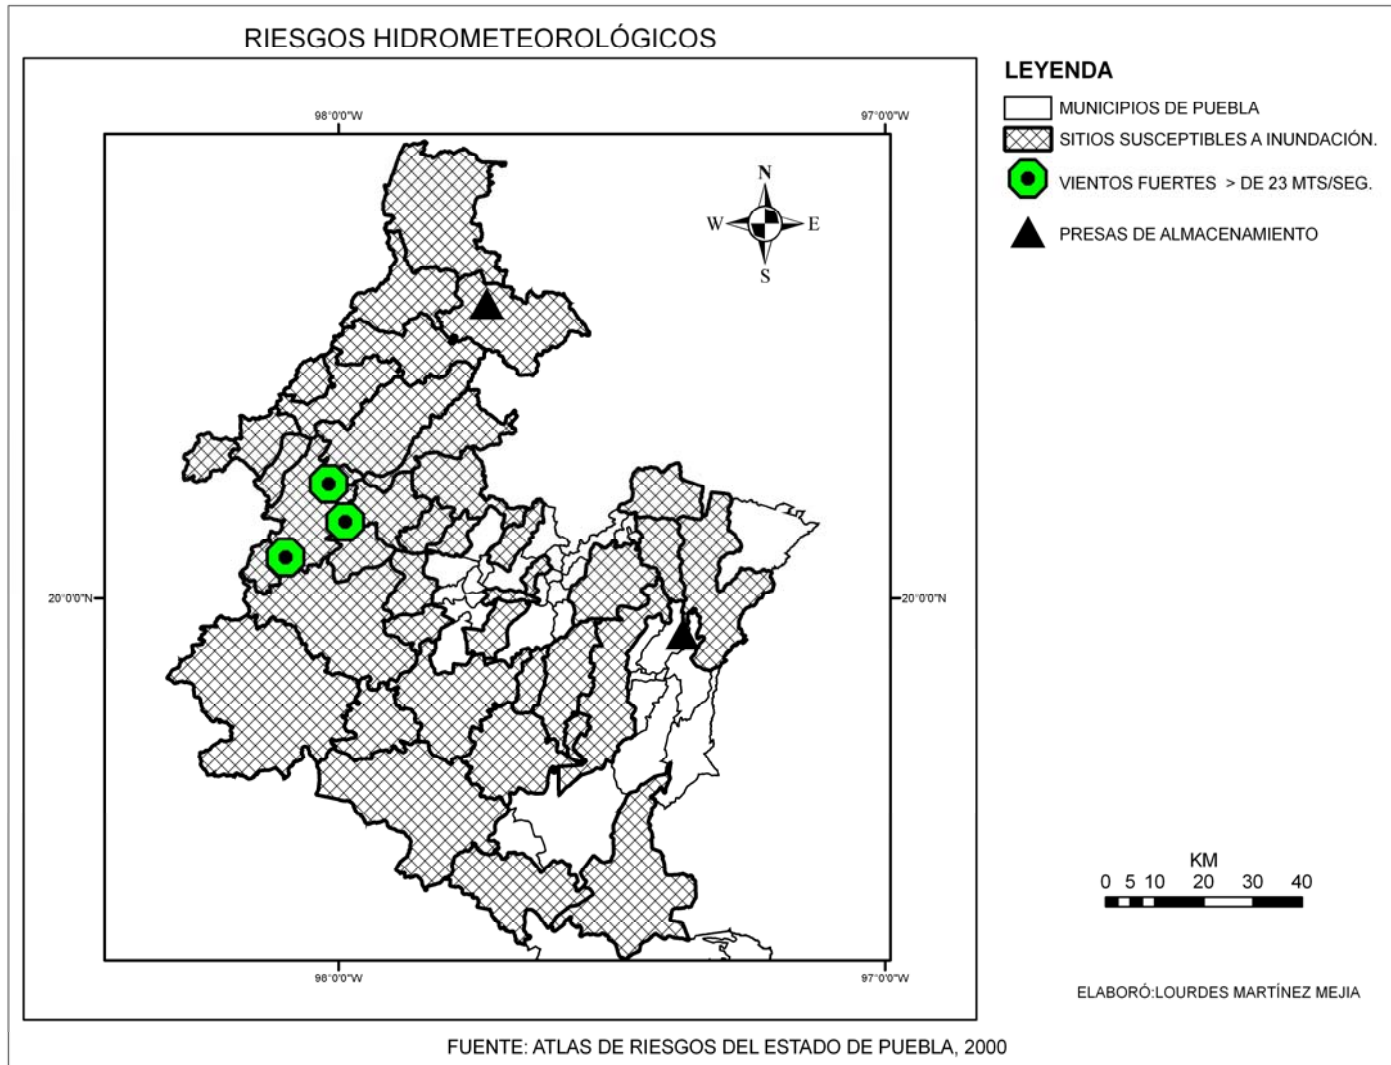 RIESGOS HIDROMETEOROLÓGICOS
LEYENDA
MUNICIPIOS DE PUEBLA
SITIOS SUSCEPTIBLES A INUNDACIÓN.
VIENTOS FUERTES > DE 23 MTS/SEG.
PRESAS DE ALMACENAMIENTO
98°0'0"W
97°0'0"W
N
W
E
S
20°0'0"N
20°0'0"N
KM
0 5 10 20 30 40
98°0'0"W
97°0'0"W
ELABORÓ:LOURDES MARTÍNEZ MEJIA
FUENTE: ATLAS DE RIESGOS DEL ESTADO DE PUEBLA, 2000